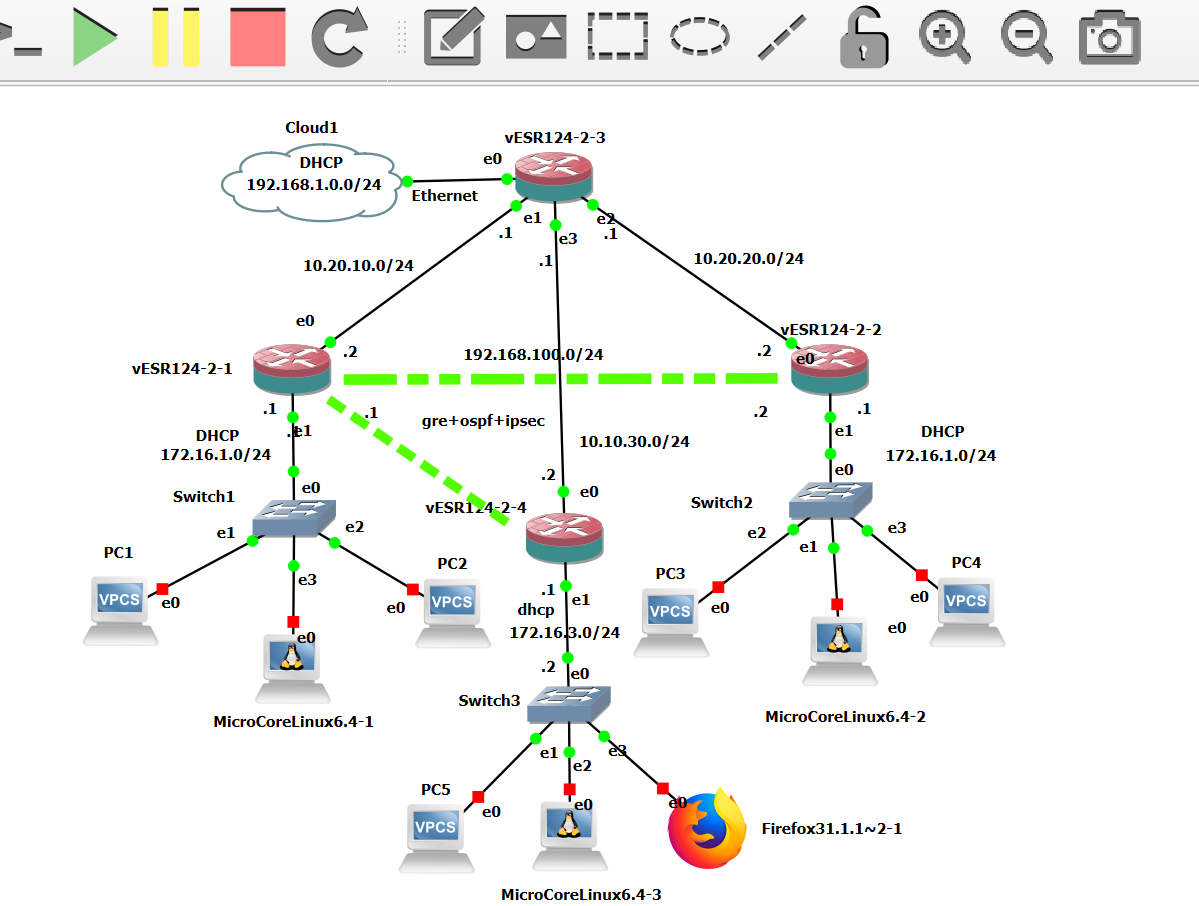 Cloud1
vESR124-2-3
DHCP
192.168.1.0.0/24
e0
Ethernet
e1
e2
e3
.1
.1
.1
10.20.10.0/24
10.20.20.0/24
e0
.2
vESR124-2-1
192.168.100.0/24
vESR124-2-2
.2
e0
.1
.1
gre+ospf+ipsec
.2
.1
.1
e1
e1
DHCP
172.16.1.0/24
10.10.30.0/24
DHCP
172.16.1.0/24
e0
.2
e0
e0
Switch1
vESR124-2-4
Switch2
e1
e2
e3
e2
e1
e3
PC1
PC2
PC3
PC4
VPCS
e0
VPCS
e0
VPCS
e0
VPCS
e0
e0
e0
.1
e1
dhcp
172.16.3.0/24
.2
e0
MicroCoreLinux6.4-1
MicroCoreLinux6.4-2
Switch3
e1
e2
e3
PC5
VPCS
e0
e0
e0
Firefox31.1.1~2-1
MicroCoreLinux6.4-3